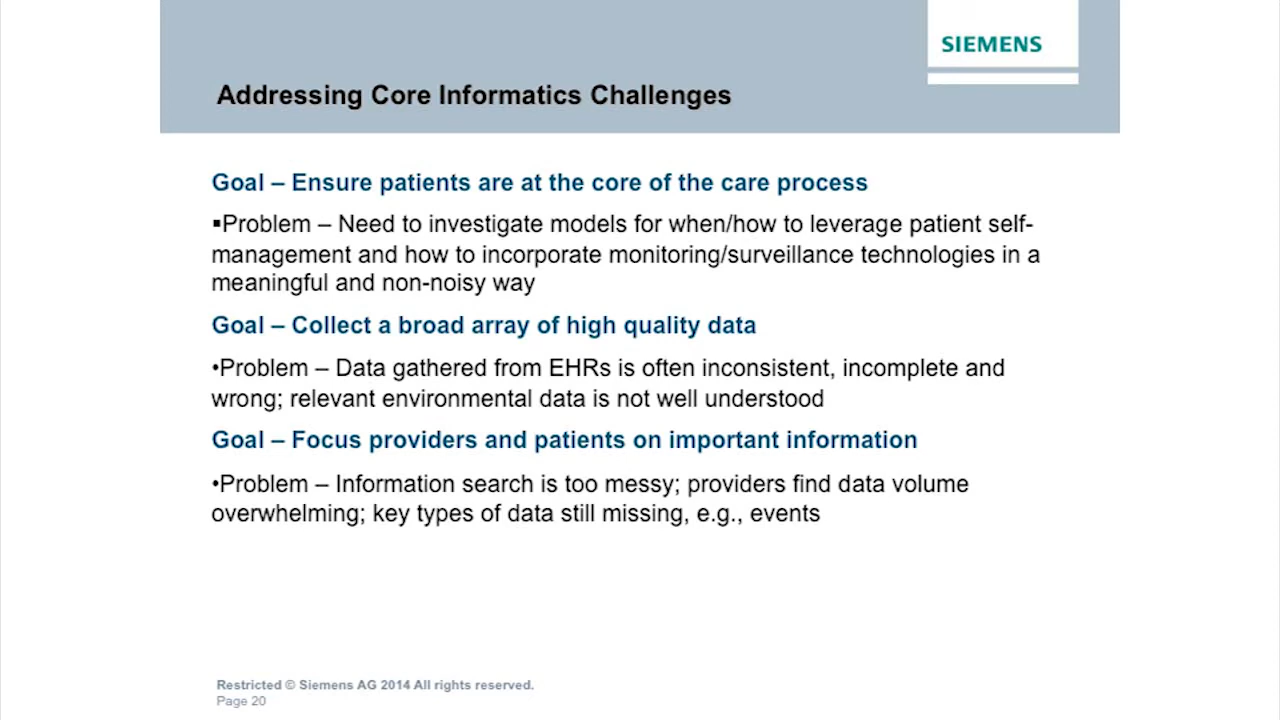 SIEMENS
Addressing Core Informatics Challenges
Goal – Ensure patients are at the core of the care process
▪Problem – Need to investigate models for when/how to leverage patient self-
management and how to incorporate monitoring/surveillance technologies in a
meaningful and non-noisy way
Goal – Collect a broad array of high quality data
•Problem – Data gathered from EHRs is often inconsistent, incomplete and
wrong; relevant environmental data is not well understood
Goal – Focus providers and patients on important information
•Problem – Information search is too messy; providers find data volume
overwhelming; key types of data still missing, e.g., events
Restricted © Siemens AG 2014 All rights reserved.
Page 20